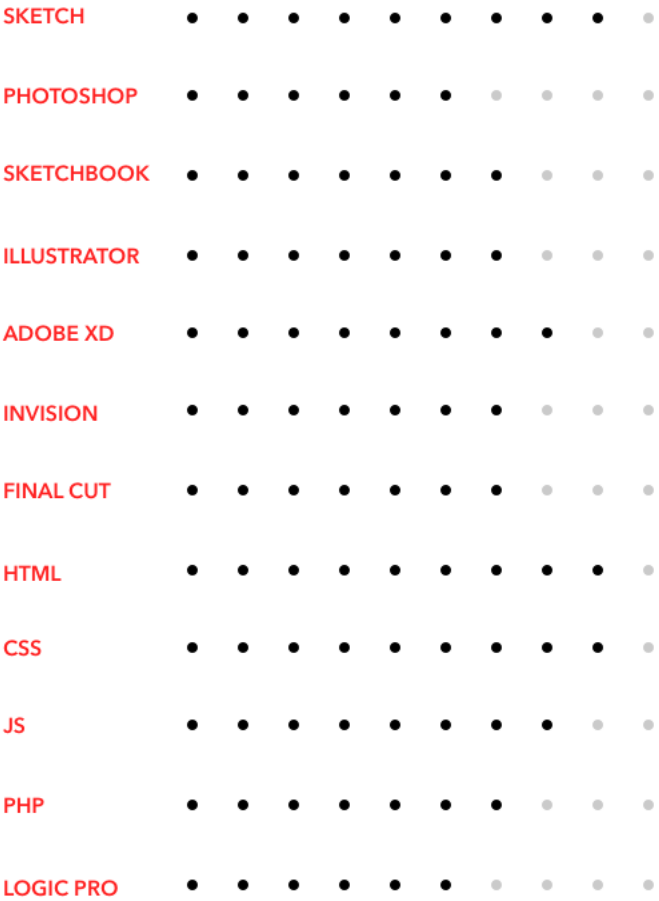 SKETCH
PHOTOSHOP
SKETCHBOOK
ILLUSTRATOR
ADOBE XD
INVISION
FINAL CUT
HTML
CSS
JS
PHP
LOGIC PRO